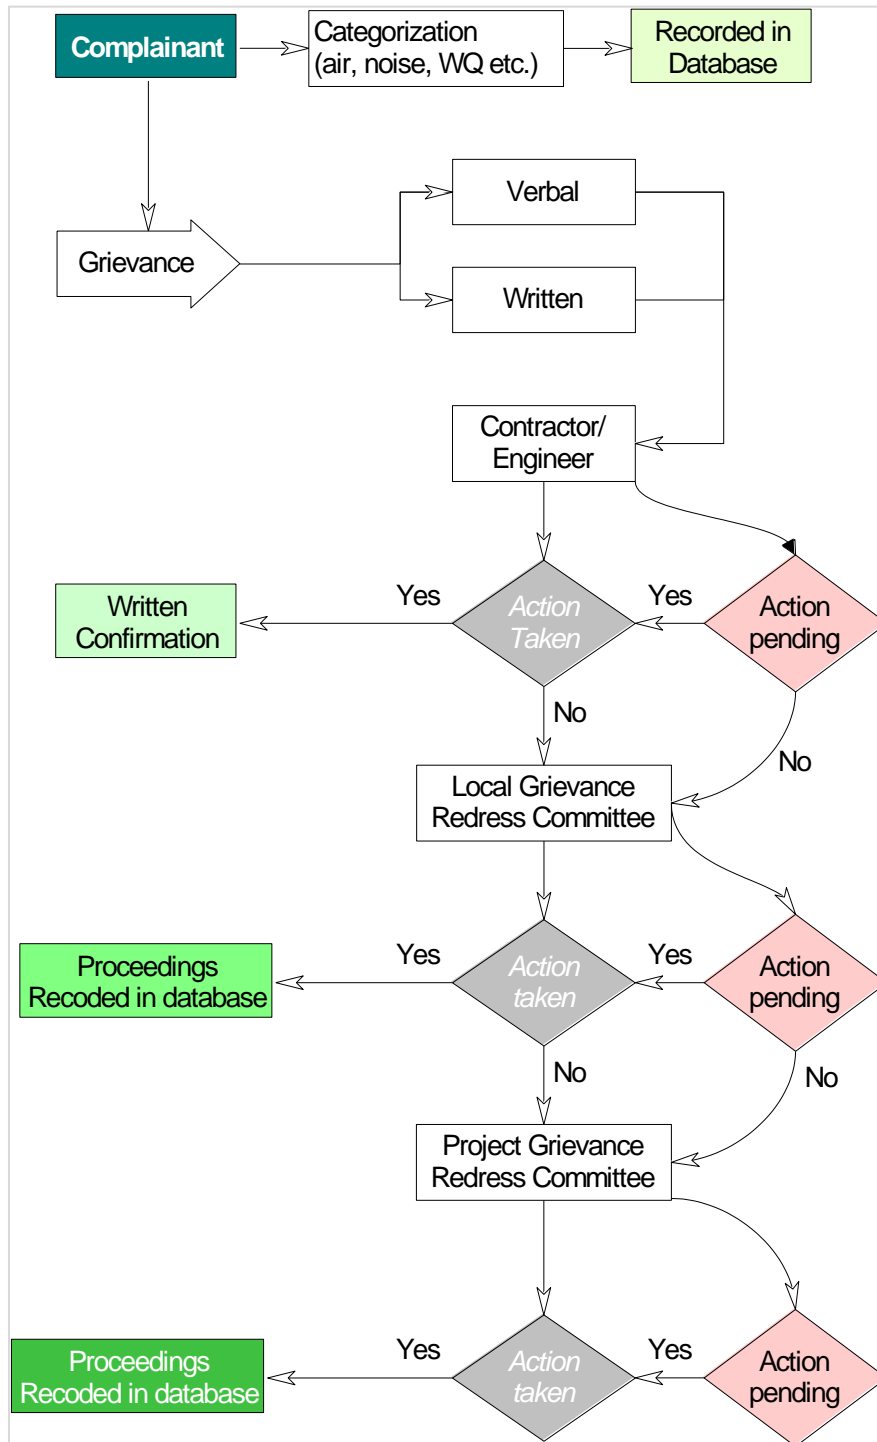 Complainant
Categorization
(air, noise, WQ etc.)
Recorded in
Database
Verbal
Grievance
Written
Contractor/
Engineer
Yes
Yes
Written
Confirmation
Action
Taken
Action
pending
No
No
Local Grievance
Redress Committee
Yes
Yes
Proceedings
Recoded in database
Action
taken
Action
pending
No
No
Project Grievance
Redress Committee
Yes
Yes
Proceedings
Recoded in database
Action
taken
Action
pending